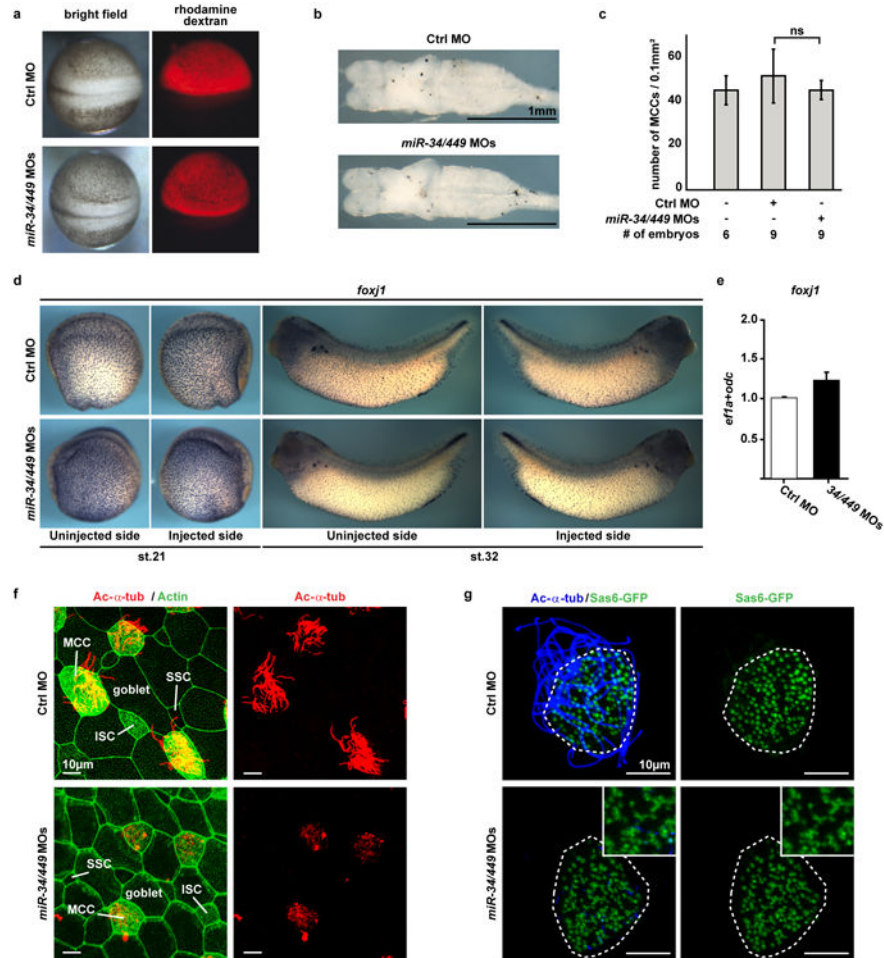 a
bright field
rhodamine
dextran
Ctrl MO
miR-34/449 MOs
b
Ctrl MO
1mm
miR-34/449 MOs
c
number of MCCs / 0.1mm²
60
40
20
0
ns
Ctrl MO - + -
miR-34/449 MOs - - +
# of embryos 6 9 9
d
foxj1
Ctrl MO
miR-34/449 MOs
Uninjected side Injected side Uninjected side Injected side
st.21 st.32
e
foxj1
ef1a+odc
2.0
1.5
1.0
0.5
Ctrl MO
34/449 MOs
f
Ac-α-tub /Actin
Ac-α-tub
Ctrl MO
MCC
goblet
SSC
ISC
10µm
miR-34/449 MOs
SSC
goblet
ISC
MCC
g
Ac-α-tub/Sas6-GFP
Sas6-GFP
Ctrl MO
10µm
miR-34/449 MOs